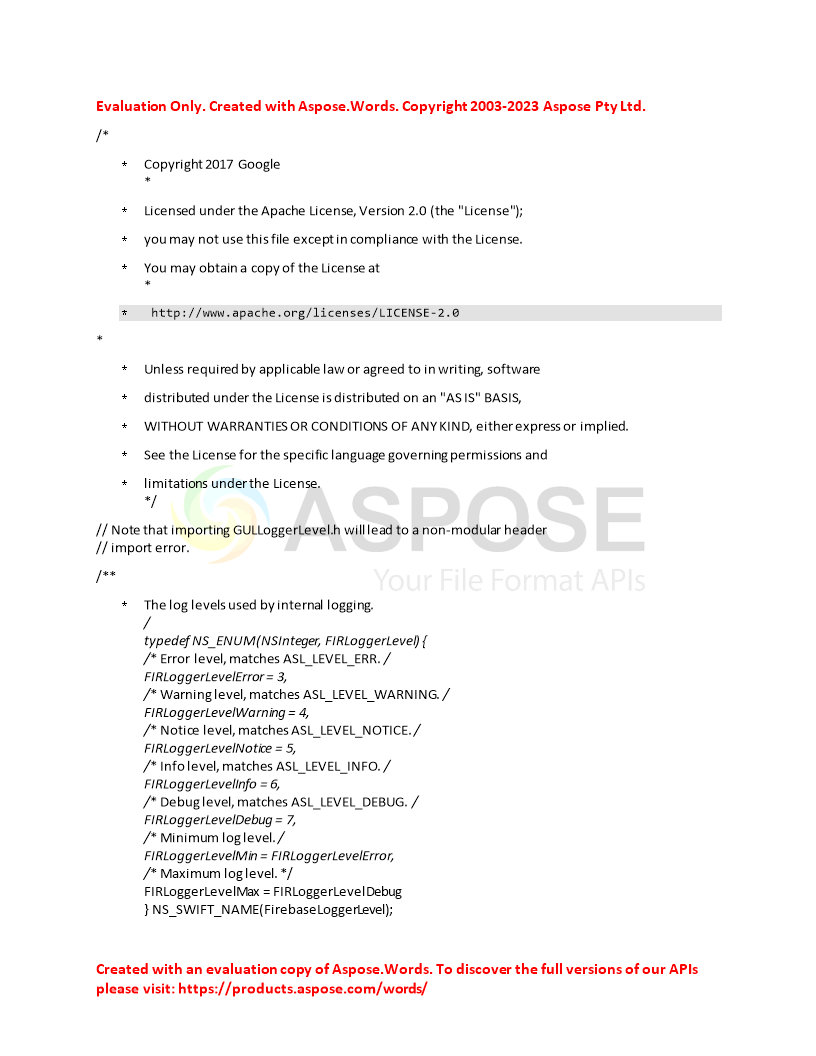 Evaluation Only. Created with Aspose.Words. Copyright 2003-2023 Aspose Pty Ltd.
/*
* Copyright 2017 Google
*
* Licensed under the Apache License, Version 2.0 (the "License");
* you may not use this file except in compliance with the License.
* You may obtain a copy of the License at
*
* http://www.apache.org/licenses/LICENSE-2.0
*
* Unless required by applicable law or agreed to in writing, software
* distributed under the License is distributed on an "AS IS" BASIS,
* WITHOUT WARRANTIES OR CONDITIONS OF ANY KIND, either express or implied.
* See the License for the specific language governing permissions and
* limitations under the License.
*/
ASPOSE
// Note that importing GULLoggerLevel.h will lead to a non-modular header
// import error.
Your File Format APIs
/**
* The log levels used by internal logging.
/
typedef NS_ENUM(NSInteger, FIRLoggerLevel) {
/* Error level, matches ASL_LEVEL_ERR. /
FIRLoggerLevelError = 3,
/* Warning level, matches ASL_LEVEL_WARNING. /
FIRLoggerLevelWarning = 4,
/* Notice level, matches ASL_LEVEL_NOTICE. /
FIRLoggerLevelNotice = 5,
/* Info level, matches ASL_LEVEL_INFO. /
FIRLoggerLevelInfo = 6,
/* Debug level, matches ASL_LEVEL_DEBUG. /
FIRLoggerLevelDebug = 7,
/* Minimum log level. /
FIRLoggerLevelMin = FIRLoggerLevelError,
/* Maximum log level. */
FIRLoggerLevelMax = FIRLoggerLevelDebug
} NS_SWIFT_NAME(FirebaseLoggerLevel);
Created with an evaluation copy of Aspose.Words. To discover the full versions of our APIs
please visit: https://products.aspose.com/words/